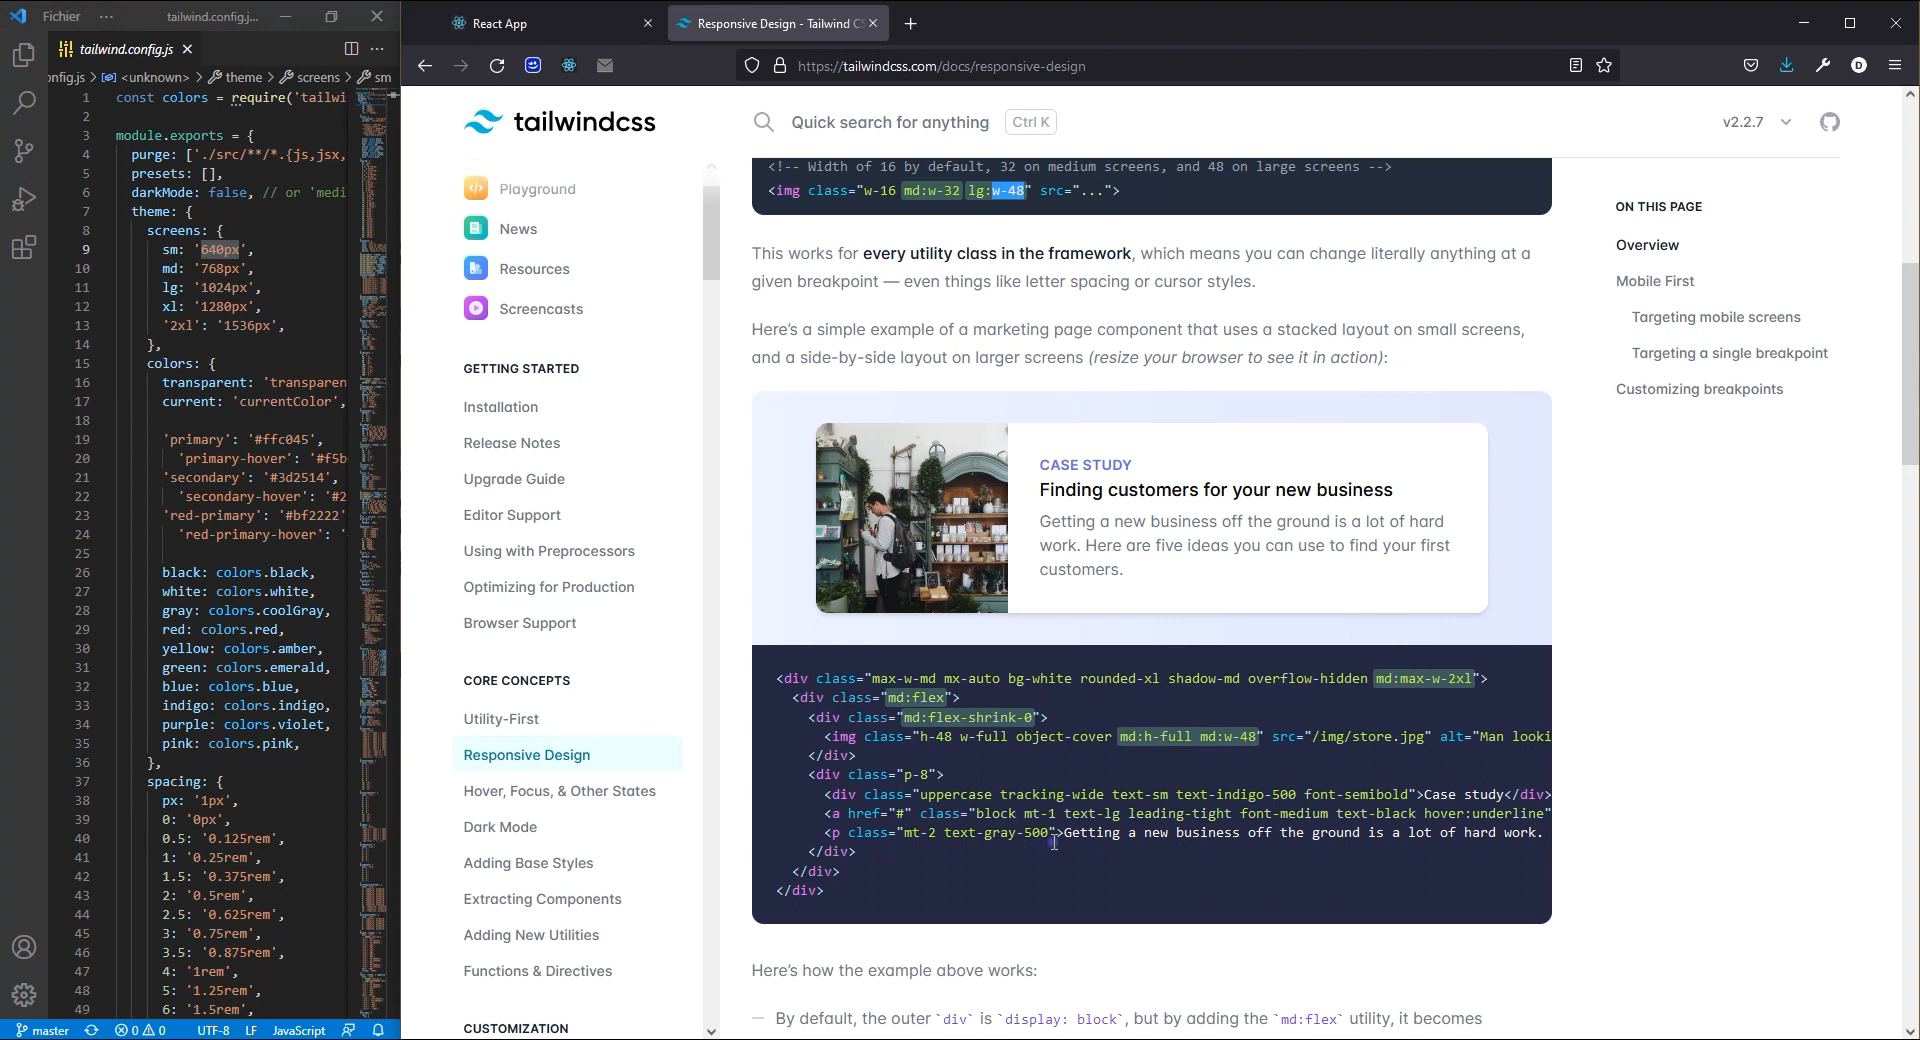 Fichier ··· tailwind.config.j...
tailwind.config.js
onfig.js > <unknown> > theme > screens > sm
1 const colors = require('tailwi
2
3 module.exports = {
4 purge: ['./src/**/*.{js,jsx,
5 presets: [],
6 darkMode: false, // or 'medi
7 theme: {
8 screens: {
9 sm: '640px',
10 md: '768px',
11 lg: '1024px',
12 xl: '1280px',
13 '2xl': '1536px',
14 },
15 colors: {
16 transparent: 'transparen
17 current: 'currentColor',
18
19 'primary': '#ffc045',
20 'primary-hover': '#f5b
21 'secondary': '#3d2514',
22 'secondary-hover': '#2
23 'red-primary': '#bf2222'
24 'red-primary-hover': '
25
26 black: colors.black,
27 white: colors.white,
28 gray: colors.coolGray,
29 red: colors.red,
30 yellow: colors.amber,
31 green: colors.emerald,
32 blue: colors.blue,
33 indigo: colors.indigo,
34 purple: colors.violet,
35 pink: colors.pink,
36 },
37 spacing: {
38 px: '1px',
39 0: '0px',
40 0.5: '0.125rem',
41 1: '0.25rem',
42 1.5: '0.375rem',
43 2: '0.5rem',
44 2.5: '0.625rem',
45 3: '0.75rem',
46 3.5: '0.875rem',
47 4: '1rem',
48 5: '1.25rem',
49 6: '1.5rem',
master 0 0 UTF-8 LF JavaScript
React App
Responsive Design - Tailwind CS
https://tailwindcss.com/docs/responsive-design
D
tailwindcss
Quick search for anything Ctrl K
v2.2.7
Playground
News
Resources
Screencasts
GETTING STARTED
Installation
Release Notes
Upgrade Guide
Editor Support
Using with Preprocessors
Optimizing for Production
Browser Support
CORE CONCEPTS
Utility-First
Responsive Design
Hover, Focus, & Other States
Dark Mode
Adding Base Styles
Extracting Components
Adding New Utilities
Functions & Directives
CUSTOMIZATION
<!-- Width of 16 by default, 32 on medium screens, and 48 on large screens -->
<img class="w-16 md:w-32 lg:w-48" src="...">
This works for every utility class in the framework, which means you can change literally anything at a
given breakpoint — even things like letter spacing or cursor styles.
Here's a simple example of a marketing page component that uses a stacked layout on small screens,
and a side-by-side layout on larger screens (resize your browser to see it in action):
CASE STUDY
Finding customers for your new business
Getting a new business off the ground is a lot of hard
work. Here are five ideas you can use to find your first
customers.
<div class="max-w-md mx-auto bg-white rounded-xl shadow-md overflow-hidden md:max-w-2xl">
<div class="md:flex">
<div class="md:flex-shrink-0">
<img class="h-48 w-full object-cover md:h-full md:w-48" src="/img/store.jpg" alt="Man looki
</div>
<div class="p-8">
<div class="uppercase tracking-wide text-sm text-indigo-500 font-semibold">Case study</div>
<a href="#" class="block mt-1 text-lg leading-tight font-medium text-black hover:underline"
<p class="mt-2 text-gray-500">Getting a new business off the ground is a lot of hard work.
</div>
</div>
</div>
Here's how the example above works:
— By default, the outer `div` is `display: block`, but by adding the `md:flex` utility, it becomes
ON THIS PAGE
Overview
Mobile First
Targeting mobile screens
Targeting a single breakpoint
Customizing breakpoints